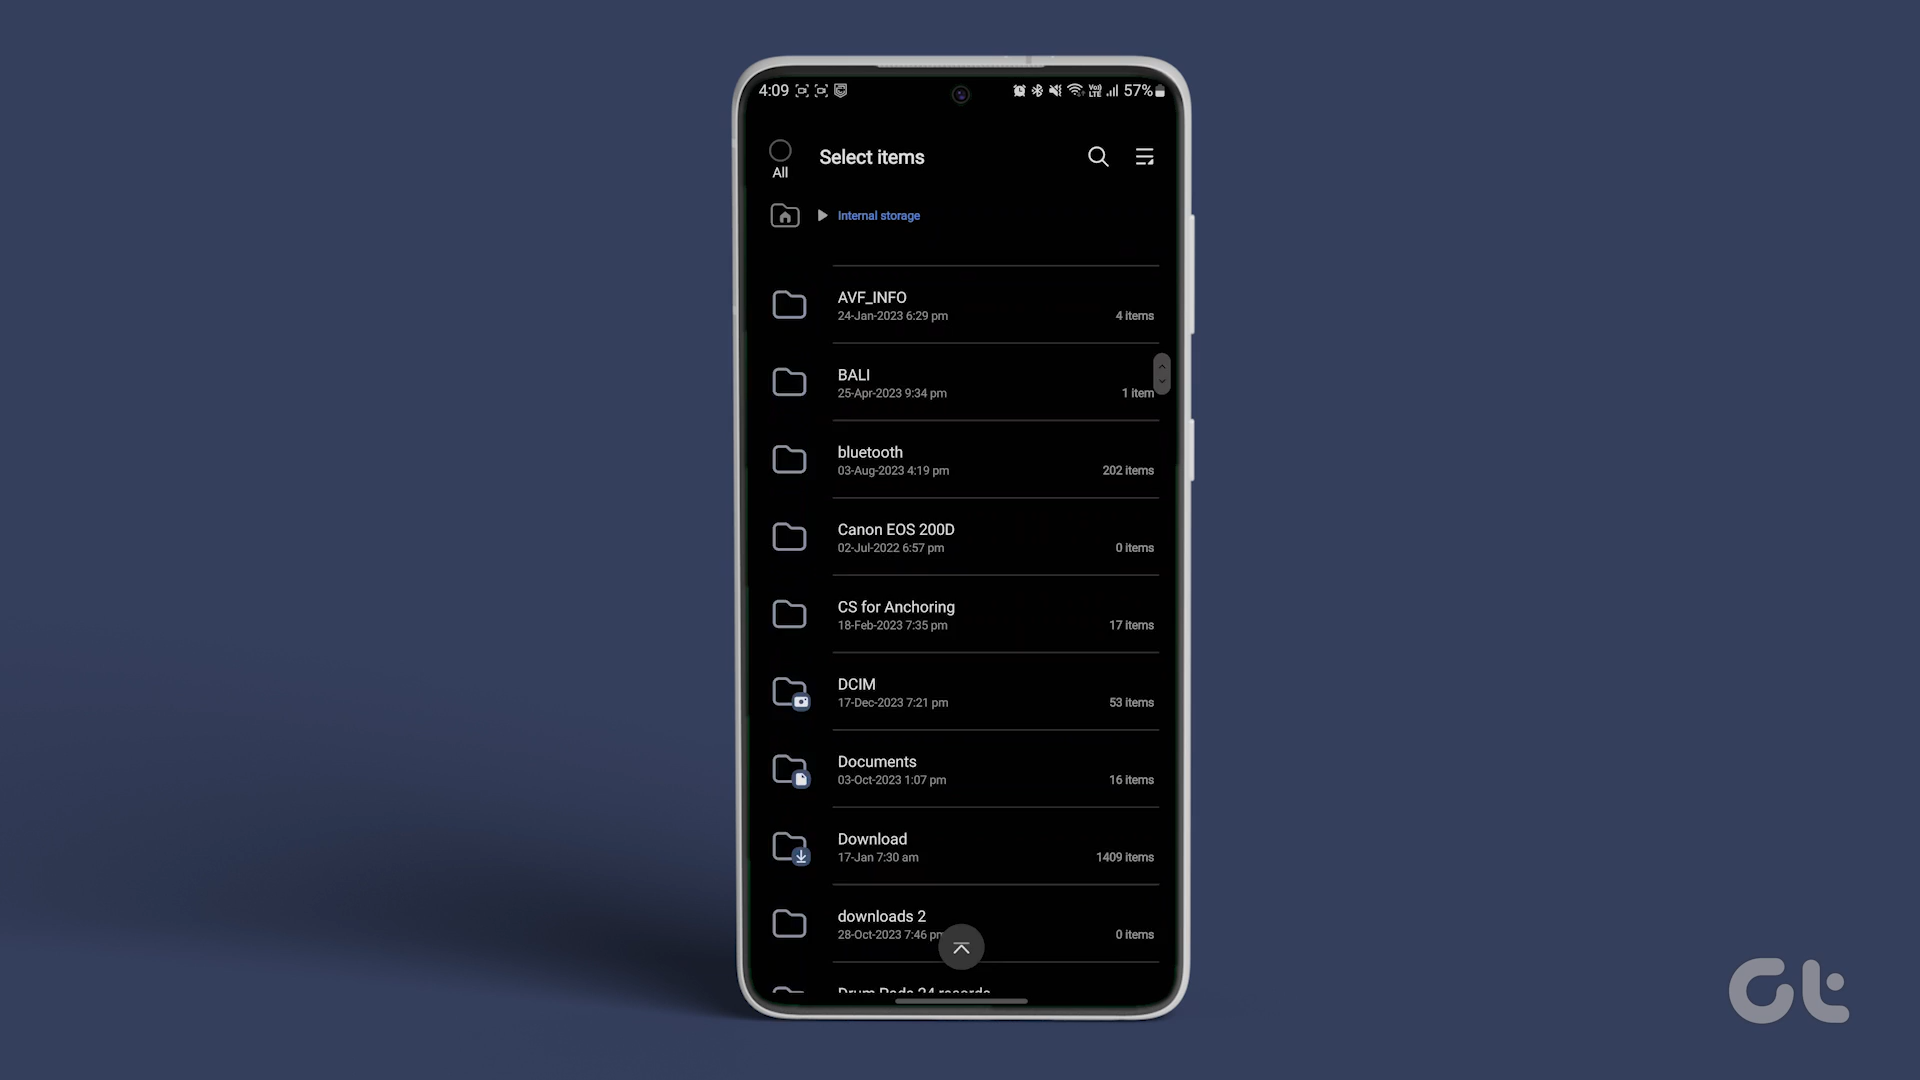 4:09 Vo) LTE 57%
All Select items
Internal storage
AVF_INFO
24-Jan-2023 6:29 pm 4 items
BALI
25-Apr-2023 9:34 pm 1 item
bluetooth
03-Aug-2023 4:19 pm 202 items
Canon EOS 200D
02-Jul-2022 6:57 pm 0 items
CS for Anchoring
18-Feb-2023 7:35 pm 17 items
DCIM
17-Dec-2023 7:21 pm 53 items
Documents
03-Oct-2023 1:07 pm 16 items
Download
17-Jan 7:30 am 1409 items
downloads 2
28-Oct-2023 7:46 pm 0 items
Drum Pads 24 records
Gt